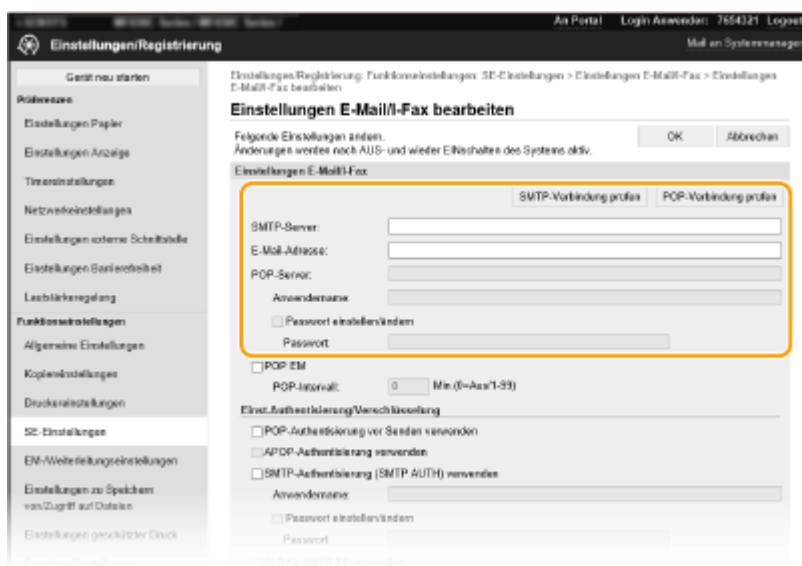 An Portal Login Anwender: 7654321 Logout
Einstellungen/Registrierung
Mail an Systemmanager
Gerät neu starten
Präferenzen
Einstellungen Papier
Einstellungen Anzeige
Timereinstellungen
Netzwerkeinstellungen
Einstellungen externe Schnittstelle
Einstellungen Barrierefreiheit
Lautstärkeregelung
Funktionseinstellungen
Allgemeine Einstellungen
Kopiereinstellungen
Druckereinstellungen
SE-Einstellungen
EM-/Weiterleitungseinstellungen
Einstellungen zu Speichern
von/Zugriff auf Dateien
Einstellungen geschützter Druck
Einstellungen/Registrierung: Funktionseinstellungen: SE-Einstellungen > Einstellungen E-Mail/I-Fax > Einstellungen
E-Mail/I-Fax bearbeiten
Einstellungen E-Mail/I-Fax bearbeiten
Folgende Einstellungen ändern.
Änderungen werden nach AUS- und wieder EINschalten des Systems aktiv.
OK Abbrechen
Einstellungen E-Mail/I-Fax
SMTP-Verbindung prüfen POP-Verbindung prüfen
SMTP-Server:
E-Mail-Adresse:
POP-Server:
Anwendername:
Passwort einstellen/ändern
Passwort:
POP EM
POP-Intervall: 0 Min.(0=Aus/1-99)
Einst.Authentisierung/Verschlüsselung
POP-Authentisierung vor Senden verwenden
APOP-Authentisierung verwenden
SMTP-Authentisierung (SMTP AUTH) verwenden
Anwendername:
Passwort einstellen/ändern
Passwort: